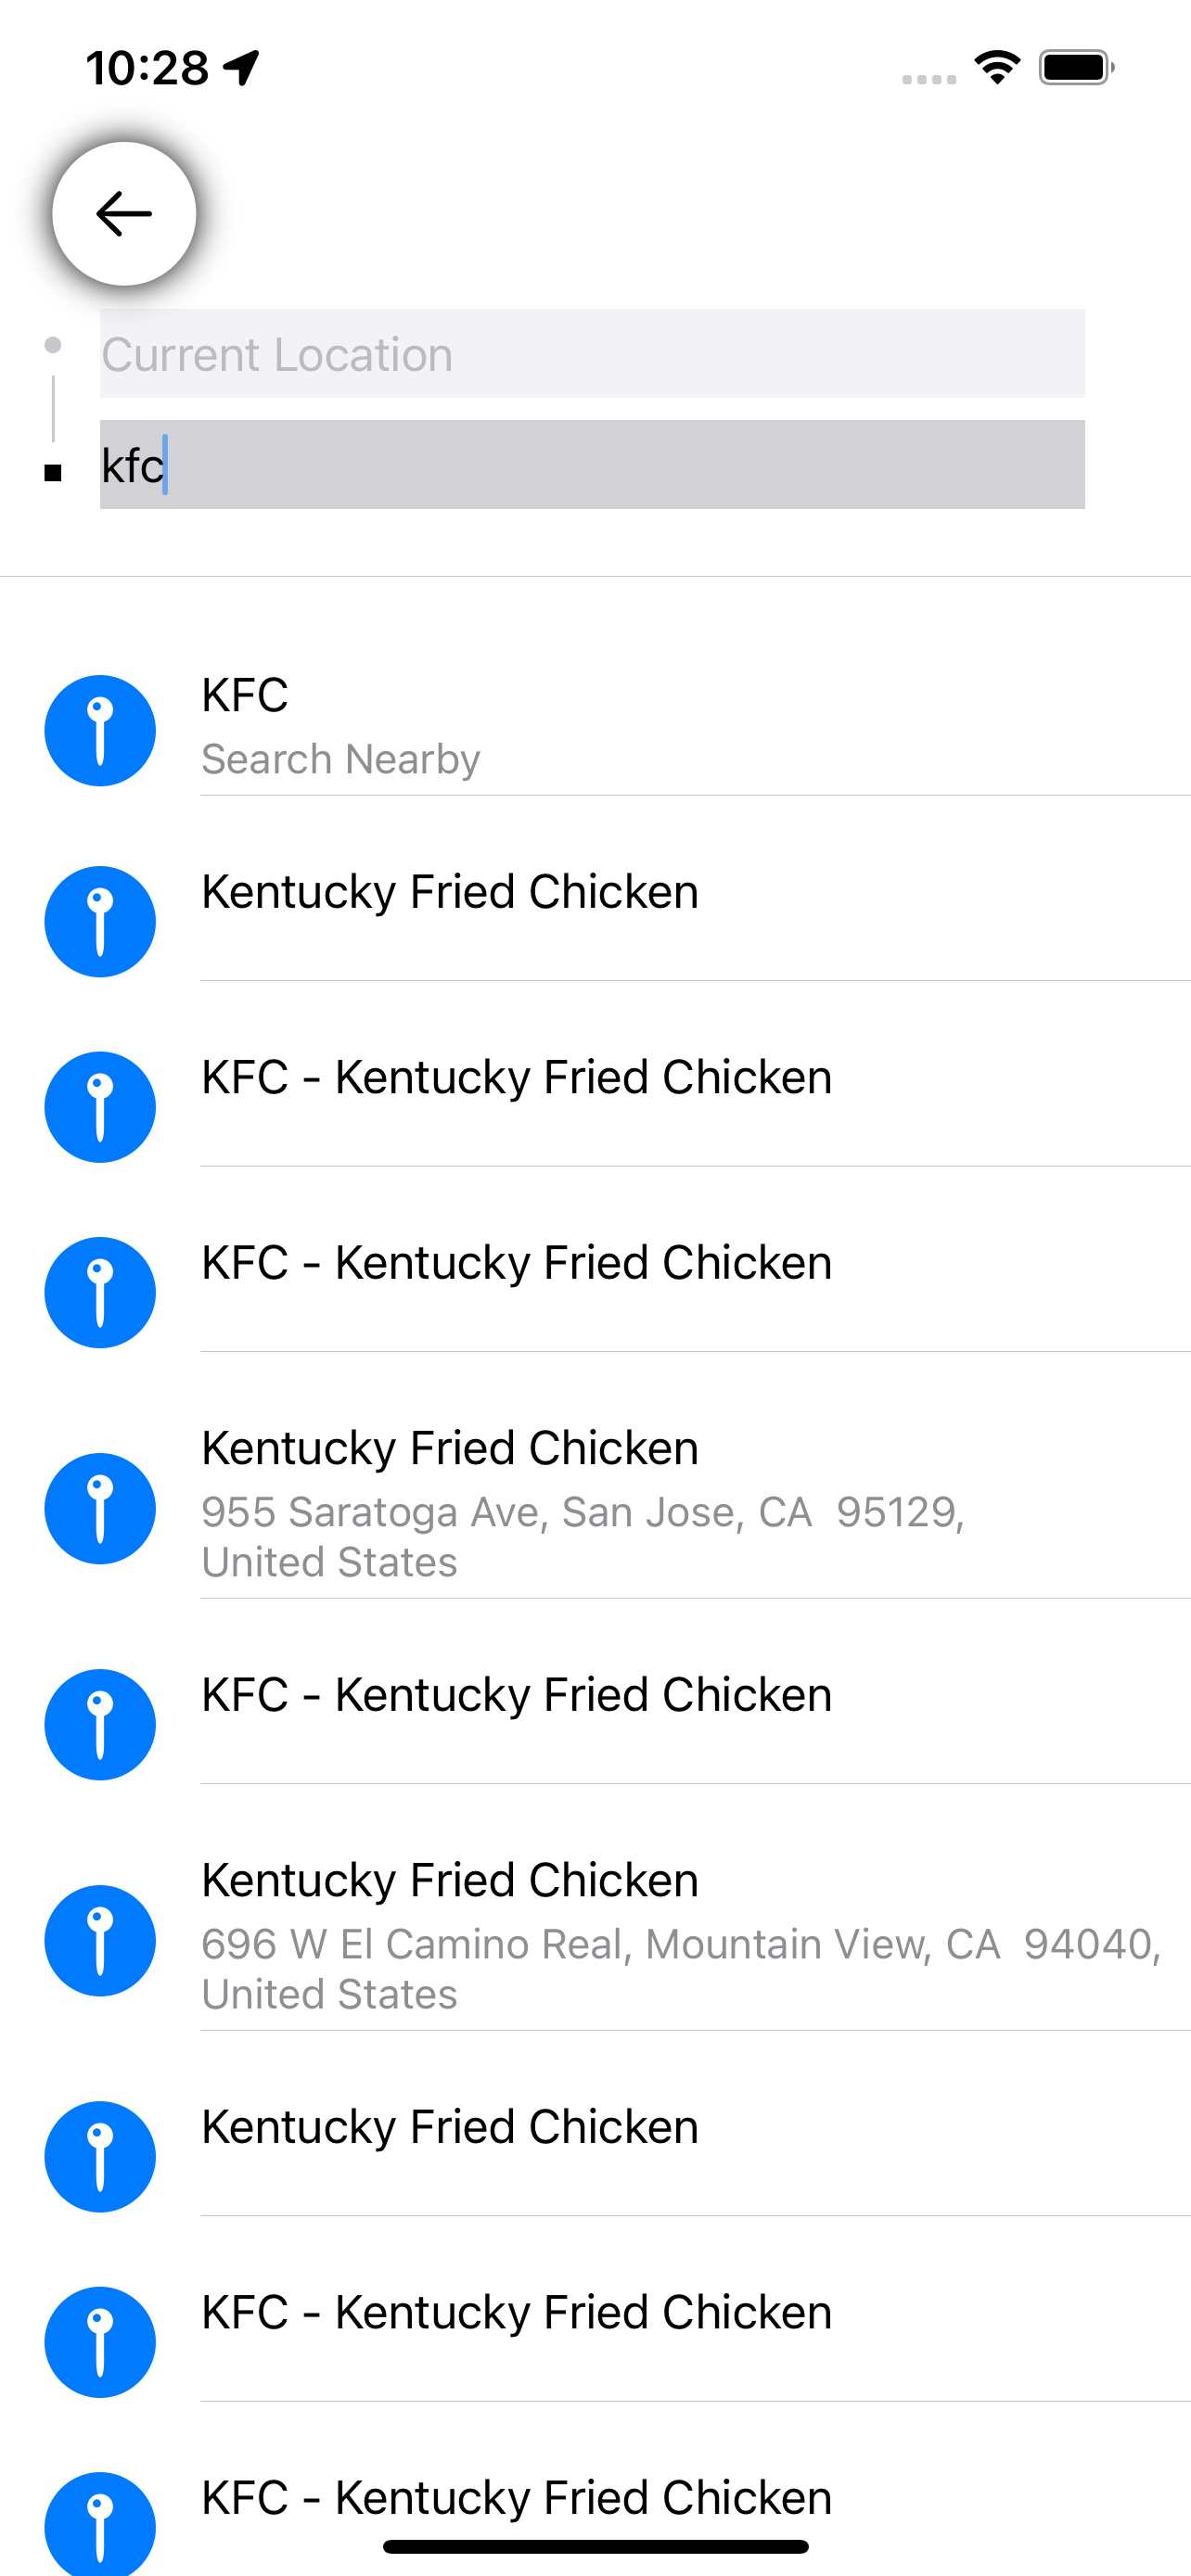 10:28
Current Location
kfc
KFC
Search Nearby
Kentucky Fried Chicken
KFC - Kentucky Fried Chicken
KFC - Kentucky Fried Chicken
Kentucky Fried Chicken
955 Saratoga Ave, San Jose, CA  95129,
United States
KFC - Kentucky Fried Chicken
Kentucky Fried Chicken
696 W El Camino Real, Mountain View, CA  94040,
United States
Kentucky Fried Chicken
KFC - Kentucky Fried Chicken
KFC - Kentucky Fried Chicken